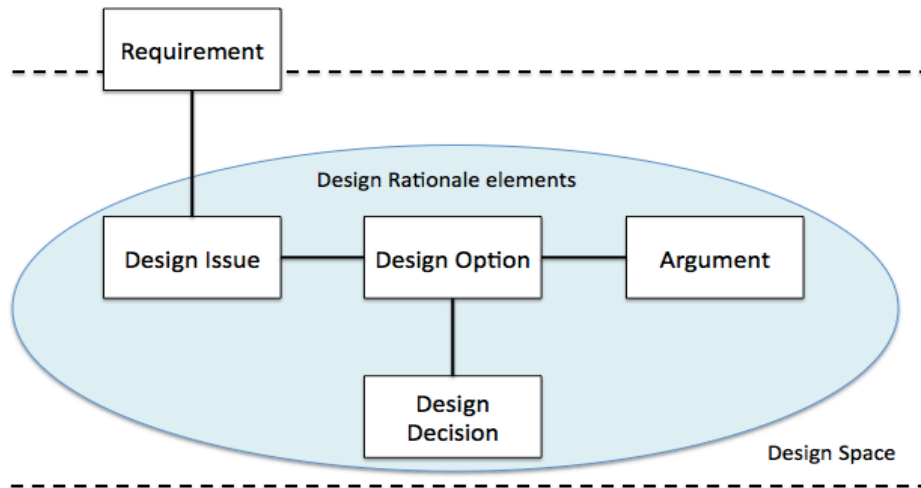 Requirement
Design Rationale elements
Design Issue
Design Option
Argument
Design
Decision
Design Space